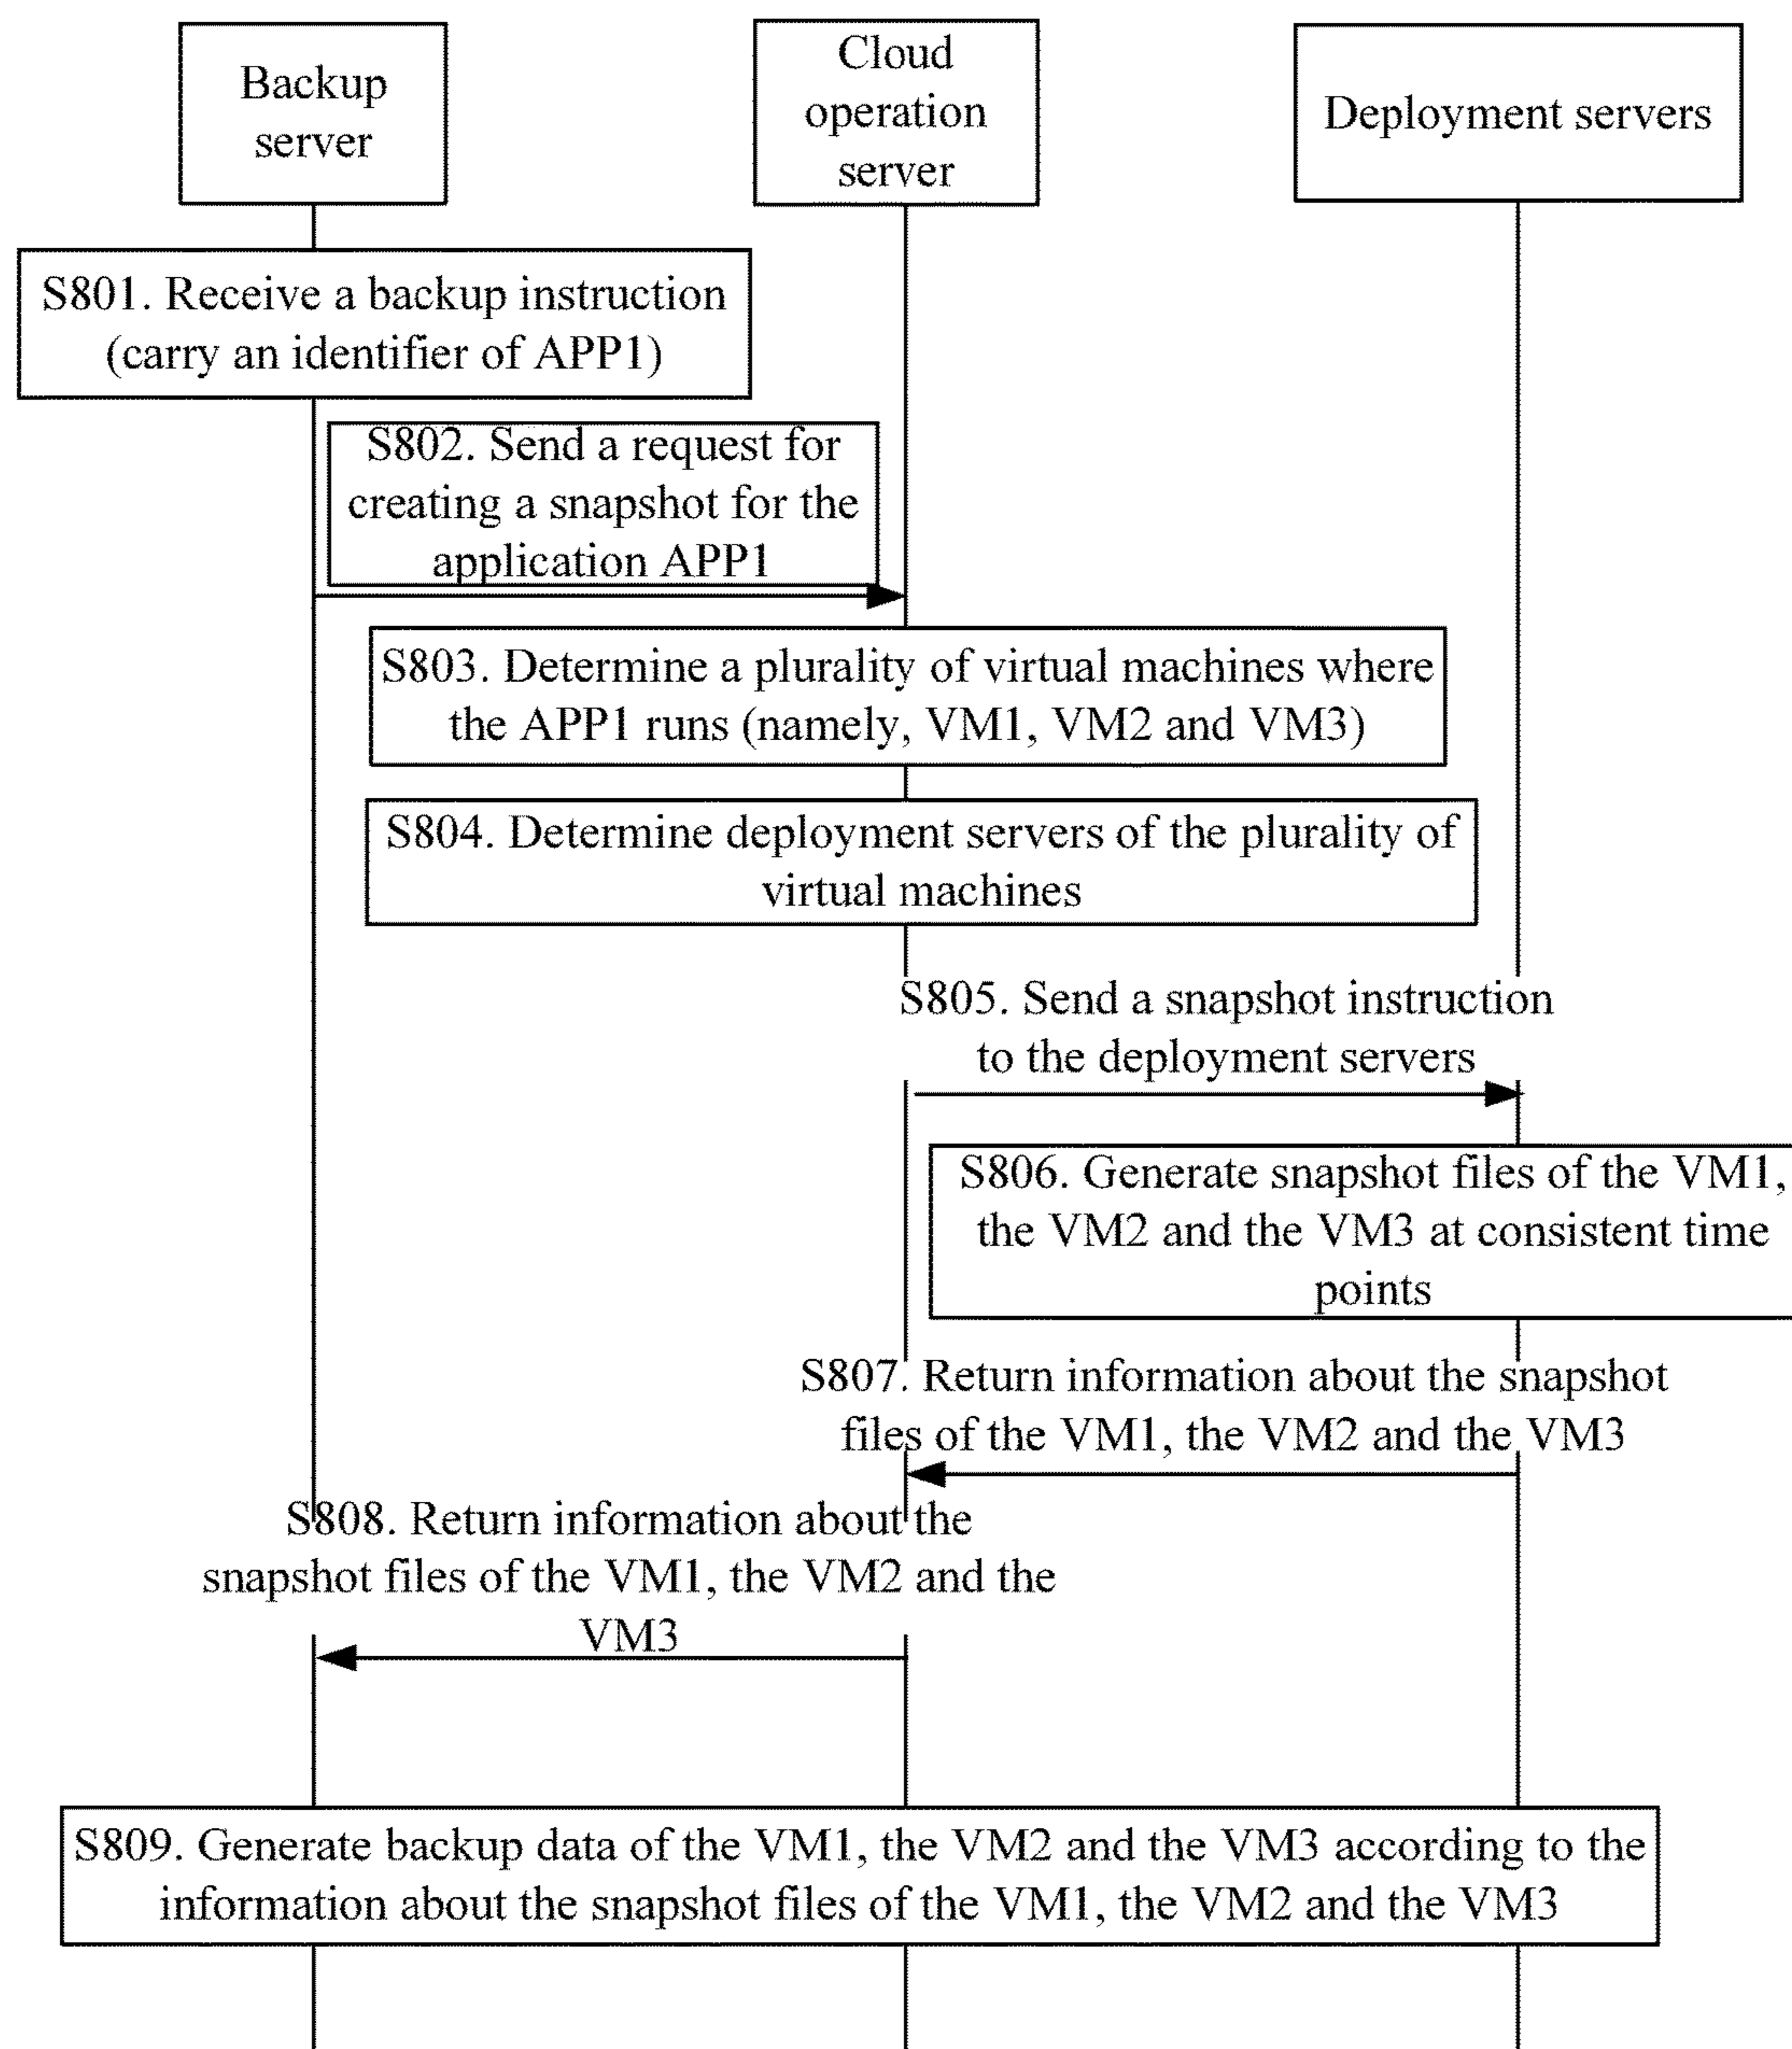 Backup
server
Cloud
operation
server
Deployment servers
S801. Receive a backup instruction
(carry an identifier of APP1)
S802. Send a request for
creating a snapshot for the
application APP1
S803. Determine a plurality of virtual machines where
the APP1 runs (namely, VM1, VM2 and VM3)
S804. Determine deployment servers of the plurality of
virtual machines
S805. Send a snapshot instruction
to the deployment servers
S806. Generate snapshot files of the VM1,
the VM2 and the VM3 at consistent time
points
S807. Return information about the snapshot
files of the VM1, the VM2 and the VM3
S808. Return information about the
snapshot files of the VM1, the VM2 and the
VM3
S809. Generate backup data of the VM1, the VM2 and the VM3 according to the
information about the snapshot files of the VM1, the VM2 and the VM3